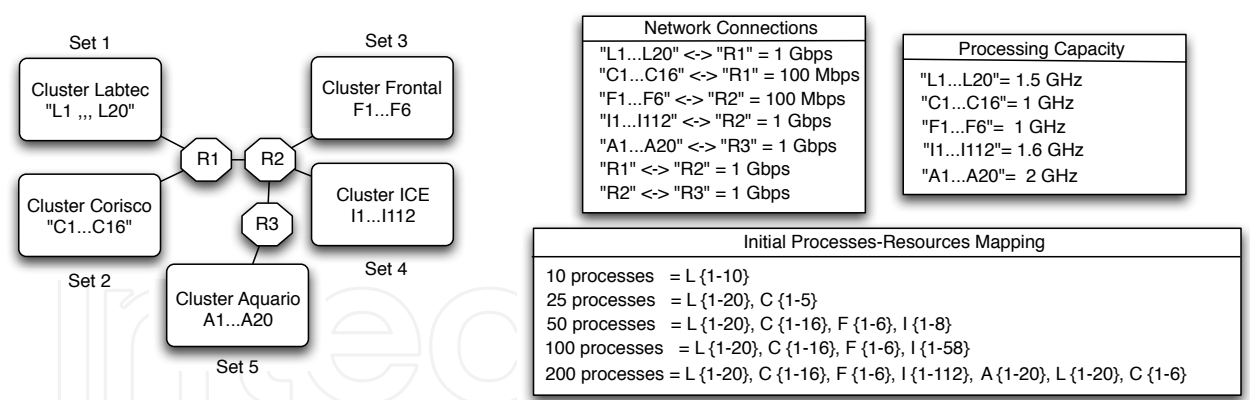 Set 1
Set 3
Cluster Labtec
"L1 ,,, L20"
Cluster Frontal
F1...F6
R1
R2
Cluster Corisco
"C1...C16"
Cluster ICE
I1...I112
R3
Set 2
Set 4
Cluster Aquario
A1...A20
Set 5
Network Connections
"L1...L20" <-> "R1" = 1 Gbps
"C1...C16" <-> "R1" = 100 Mbps
"F1...F6" <-> "R2" = 100 Mbps
"I1...I112" <-> "R2" = 1 Gbps
"A1...A20" <-> "R3" = 1 Gbps
"R1" <-> "R2" = 1 Gbps
"R2" <-> "R3" = 1 Gbps
Processing Capacity
"L1...L20"= 1.5 GHz
"C1...C16"= 1 GHz
"F1...F6"= 1 GHz
"I1...I112"= 1.6 GHz
"A1...A20"= 2 GHz
Initial Processes-Resources Mapping
10 processes = L {1-10}
25 processes = L {1-20}, C {1-5}
50 processes = L {1-20}, C {1-16}, F {1-6}, I {1-8}
100 processes = L {1-20}, C {1-16}, F {1-6}, I {1-58}
200 processes = L {1-20}, C {1-16}, F {1-6}, I {1-112}, A {1-20}, L {1-20}, C {1-6}